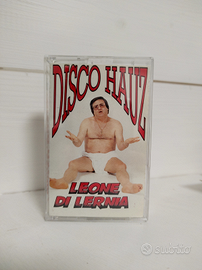 DISCO HAUZ
LEONE
DI LERNIA
subito